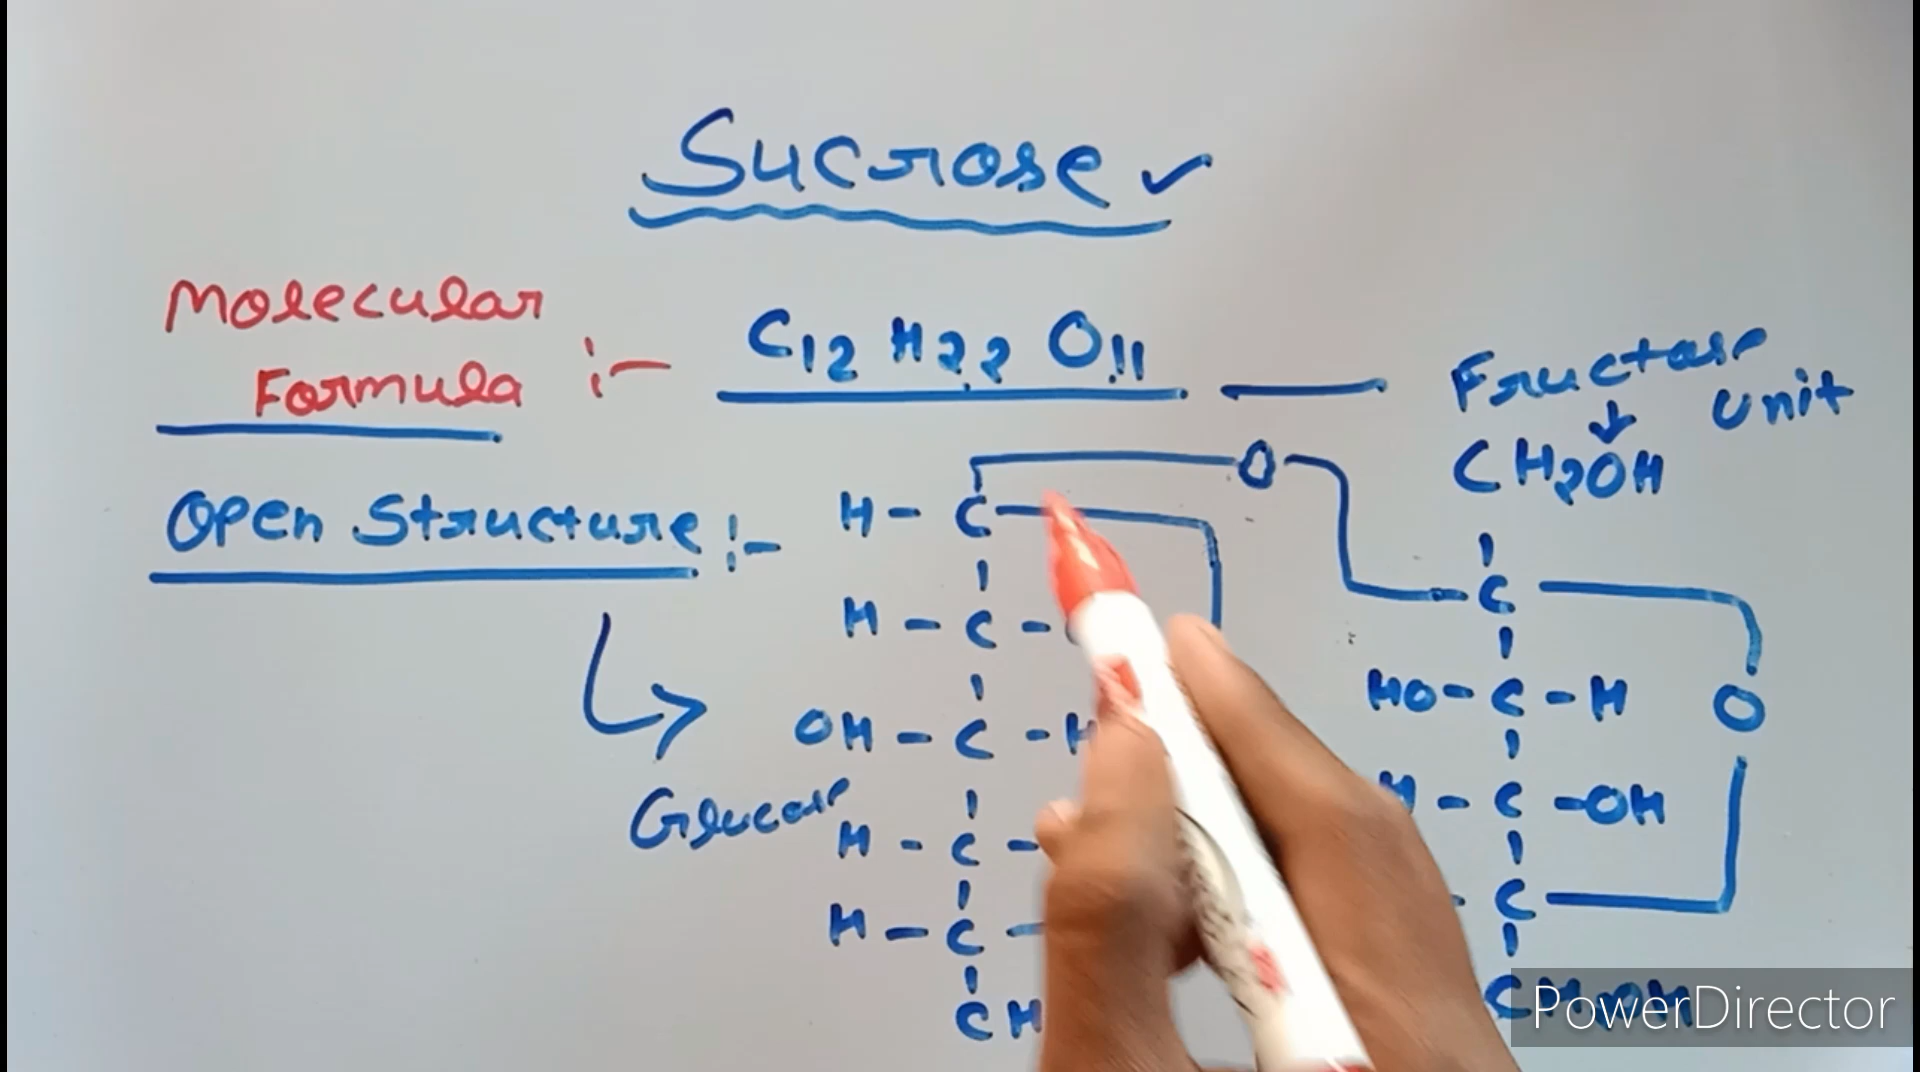 Sucrose ✓
Molecular
Formula :- C12 H22 O11 —
Fructose
Unit
CH2OH
O
Open Structure :-
H - C
C
H - C -
HO - C - H
O
OH - C - H
Glucose
H - C - OH
H - C -
C
H - C -
CH
PowerDirector